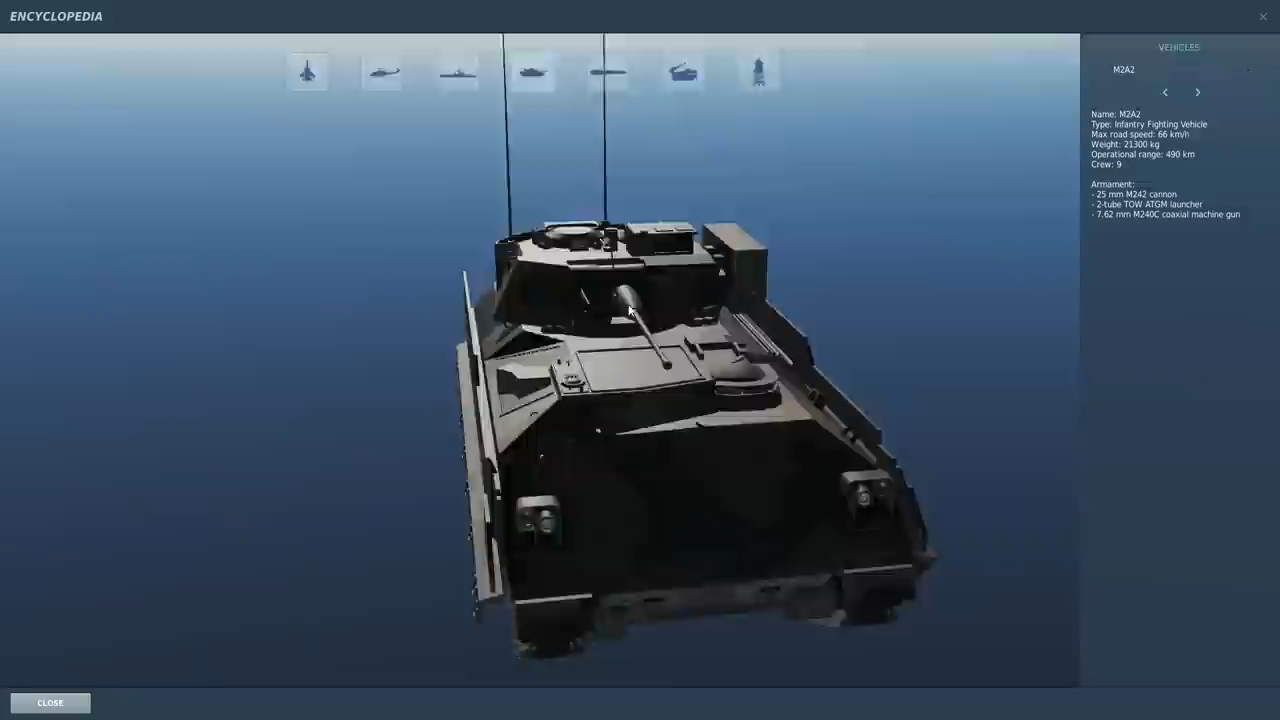 ENCYCLOPEDIA
VEHICLES
M2A2
Name: M2A2
Type: Infantry Fighting Vehicle
Max road speed: 66 km/h
Weight: 21300 kg
Operational range: 490 km
Crew: 9
Armament:
- 25 mm M242 cannon
- 2-tube TOW ATGM launcher
- 7.62 mm M240C coaxial machine gun
CLOSE